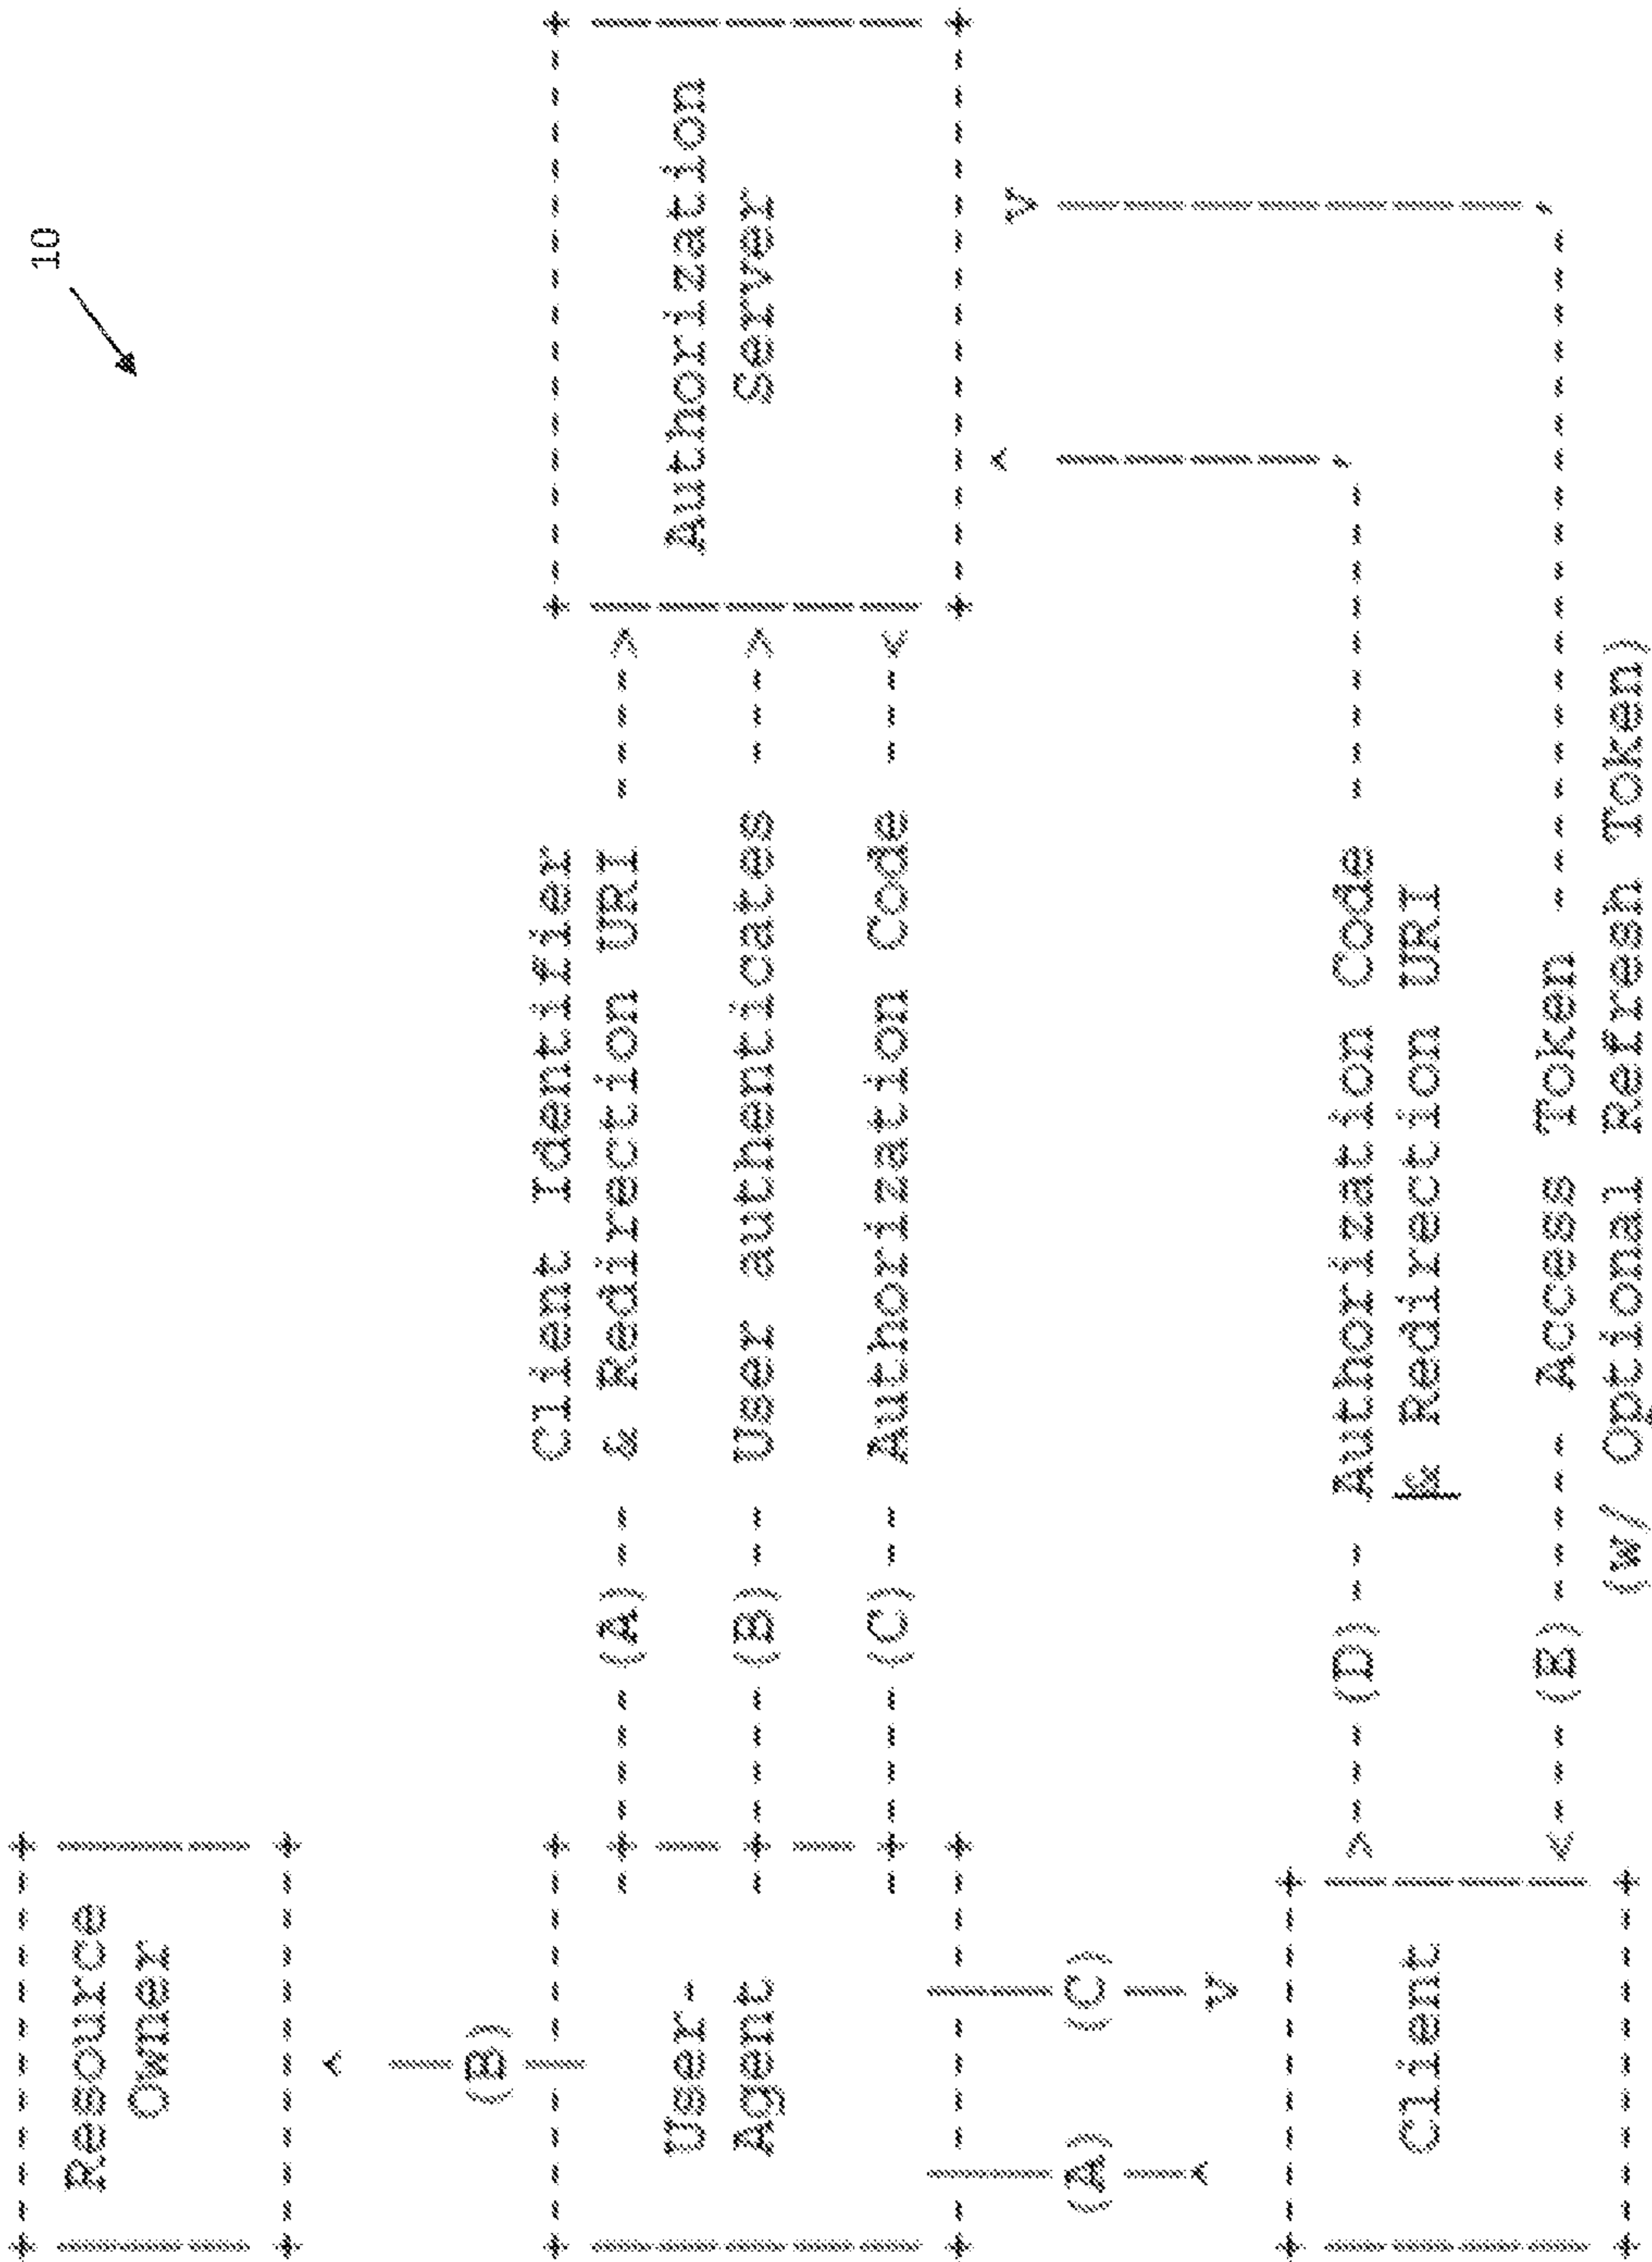 10
Resource
Owner
(B)
User-
Agent
(A) Client Identifier
& Redirection URI
(B) User authenticates
(C) Authorization Code
Authorization
Server
(A) (C)
Client
(D) Authorization Code
& Redirection URI
(E) Access Token
(w/ Optional Refresh Token)